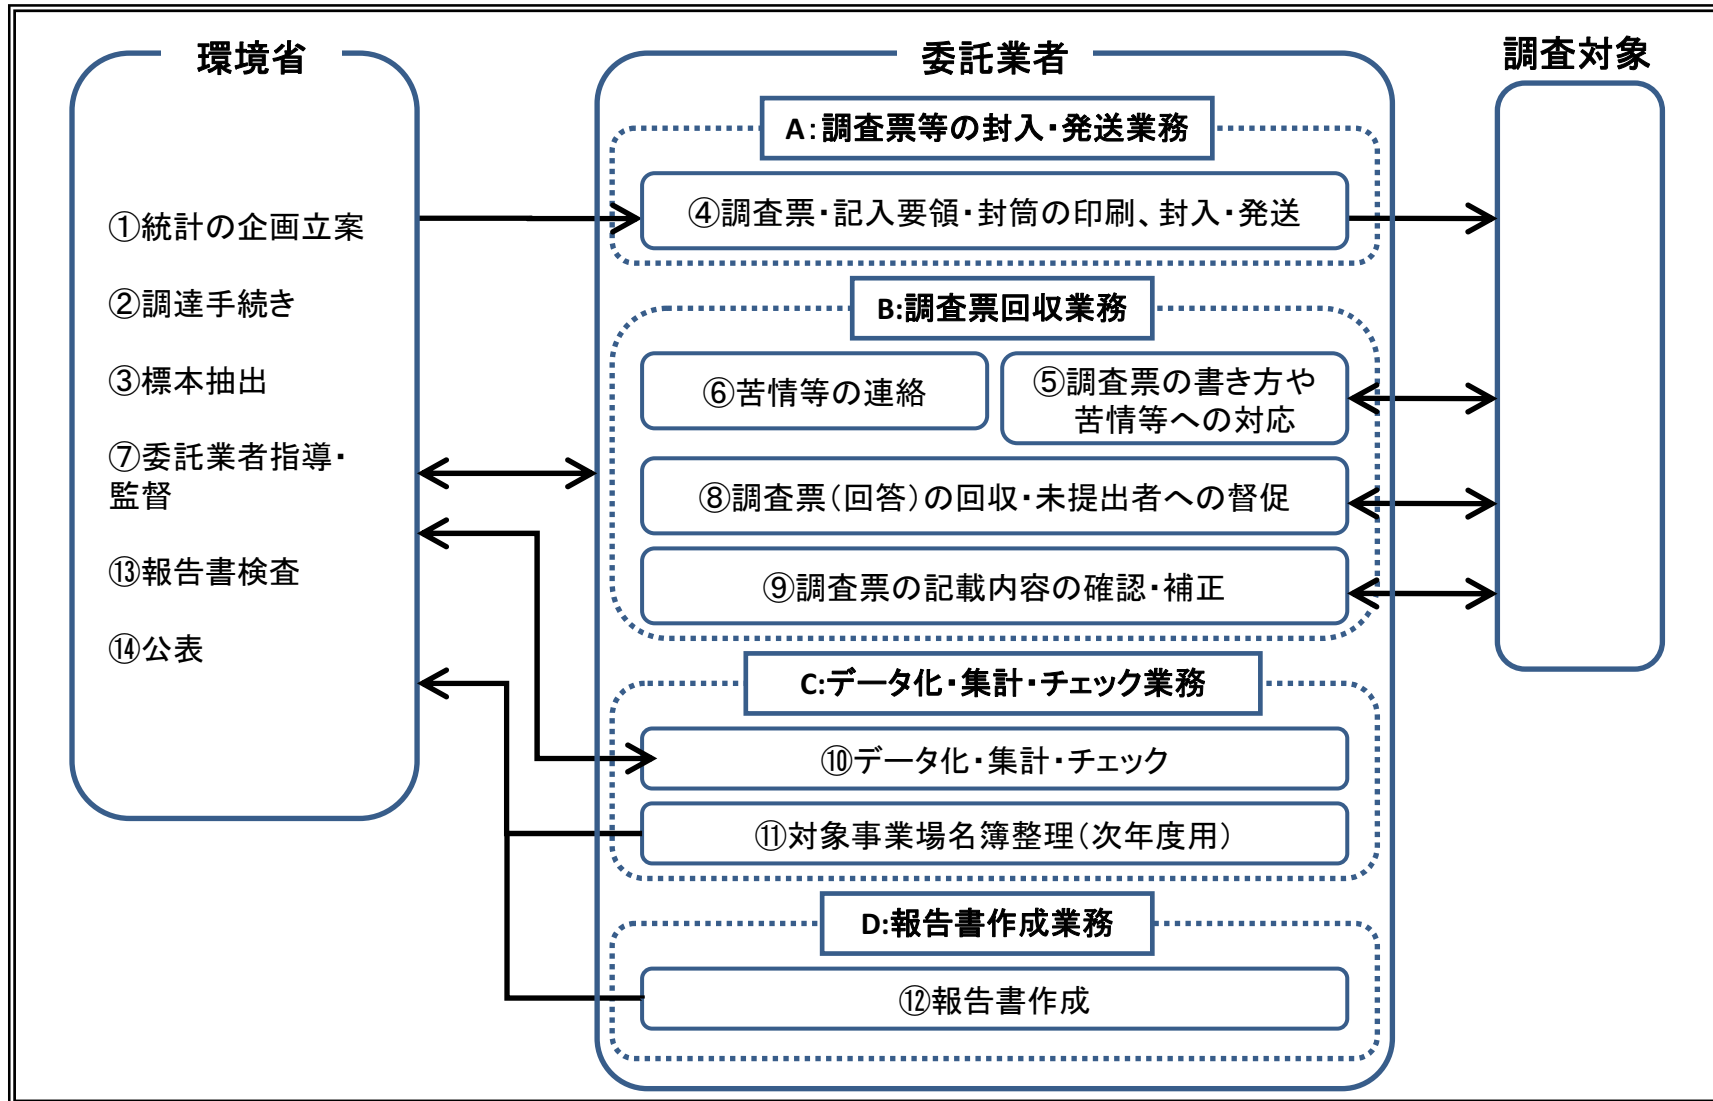 環境省
①統計の企画立案
②調達手続き
③標本抽出
⑦委託業者指導・
監督
⑬報告書検査
⑭公表
委託業者
A:調査票等の封入・発送業務
④調査票・記入要領・封筒の印刷、封入・発送
B:調査票回収業務
⑥苦情等の連絡
⑤調査票の書き方や
苦情等への対応
⑧調査票(回答)の回収・未提出者への督促
⑨調査票の記載内容の確認・補正
C:データ化・集計・チェック業務
⑩データ化・集計・チェック
⑪対象事業場名簿整理(次年度用)
D:報告書作成業務
⑫報告書作成
調査対象